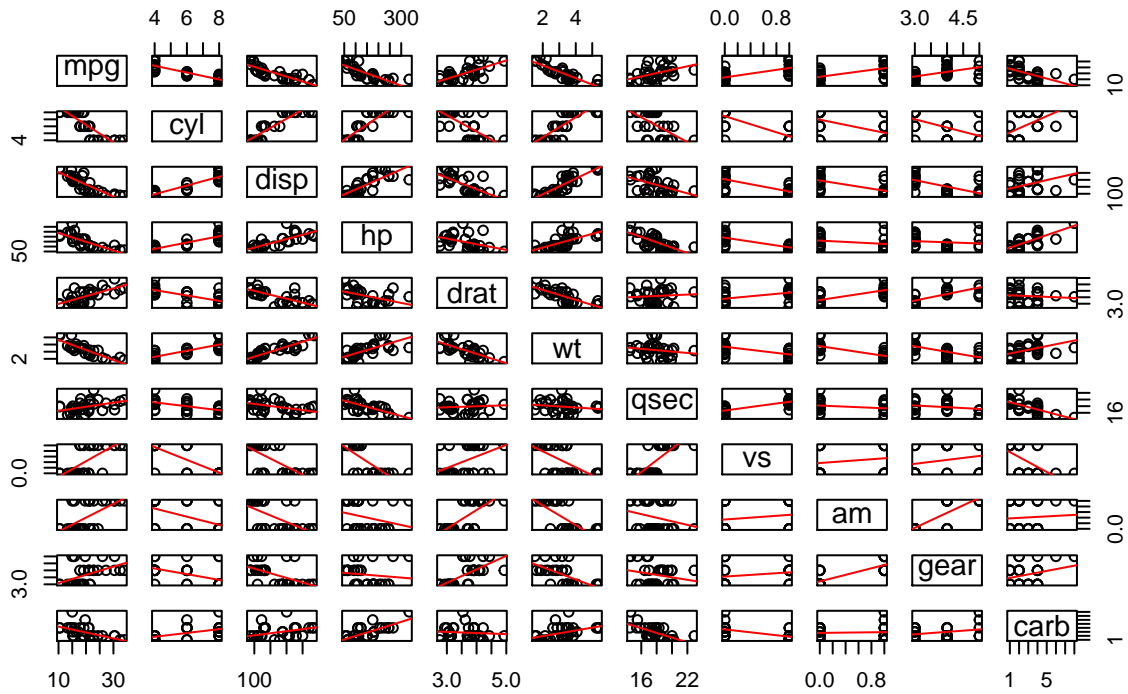 4 6 8 50 300 2 4 0.0 0.8 3.0 4.5
mpg 10
4 cyl
disp 100
50 hp
drat 3.0
2 wt
qsec 16
0.0 vs
am 0.0
3.0 gear
carb 1
10 30 100 3.0 5.0 16 22 0.0 0.8 1 5